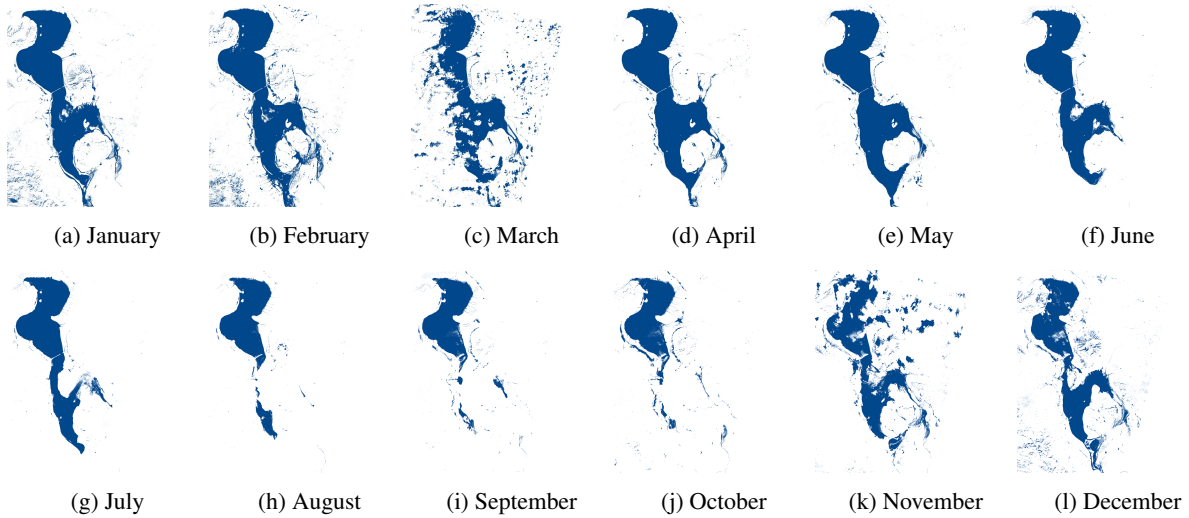 (a) January (b) February (c) March (d) April (e) May (f) June
(g) July (h) August (i) September (j) October (k) November (l) December